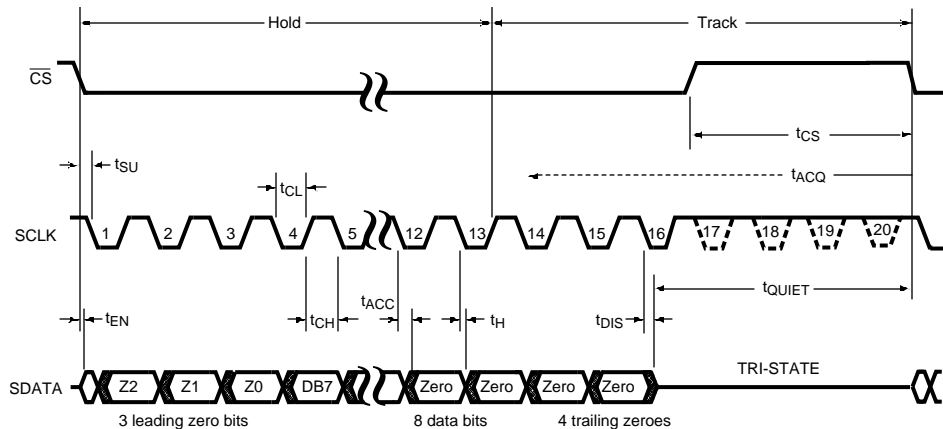 Hold Track
CS
tCS
tSU
tCL
tACQ
SCLK 1 2 3 4 5 12 13 14 15 16 17 18 19 20
tQUIET
tACC
tEN tCH tH tDIS
SDATA Z2 Z1 Z0 DB7 Zero Zero Zero Zero TRI-STATE
3 leading zero bits 8 data bits 4 trailing zeroes